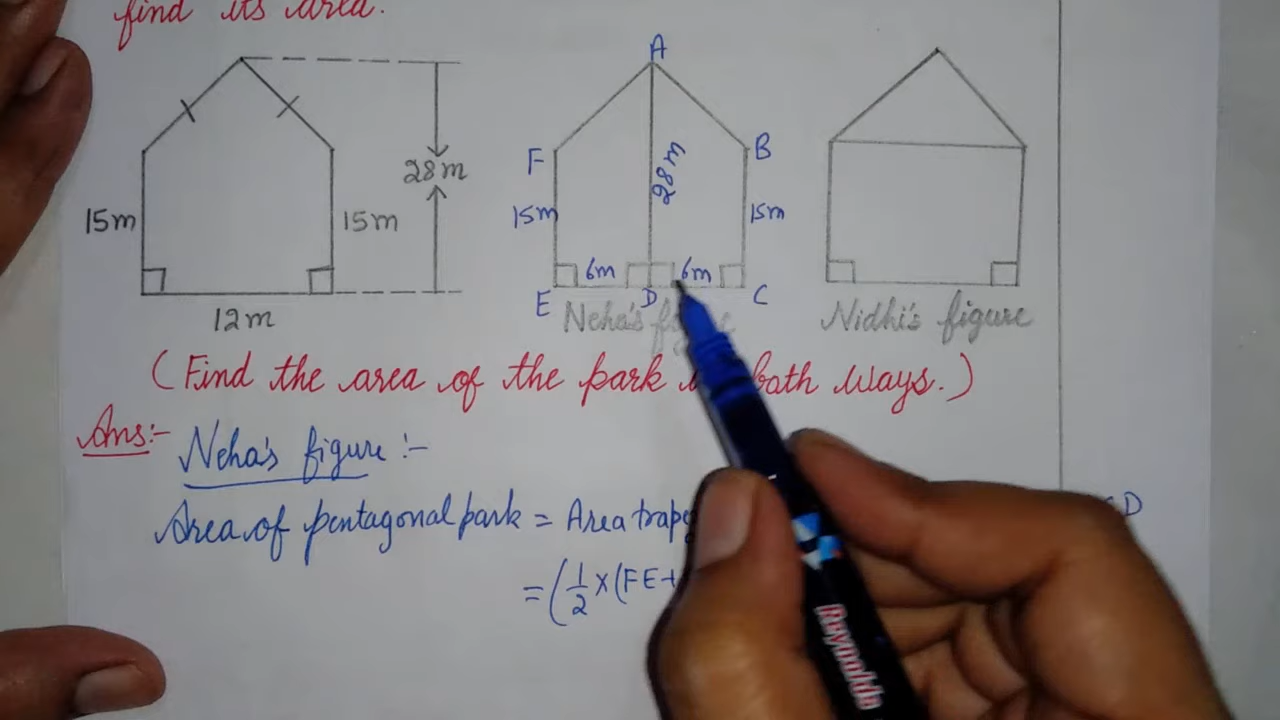 find its area.
A
F
B
28m
28m
15m
15m
15m
15m
6m
6m
E
D
C
12m
Neha's
Nidhi's figure
(Find the area of the park both ways.)
Ans:-
Neha's figure :-
Area of pentagonal park = Area D
= (1/2 × (FE+
Reynolds